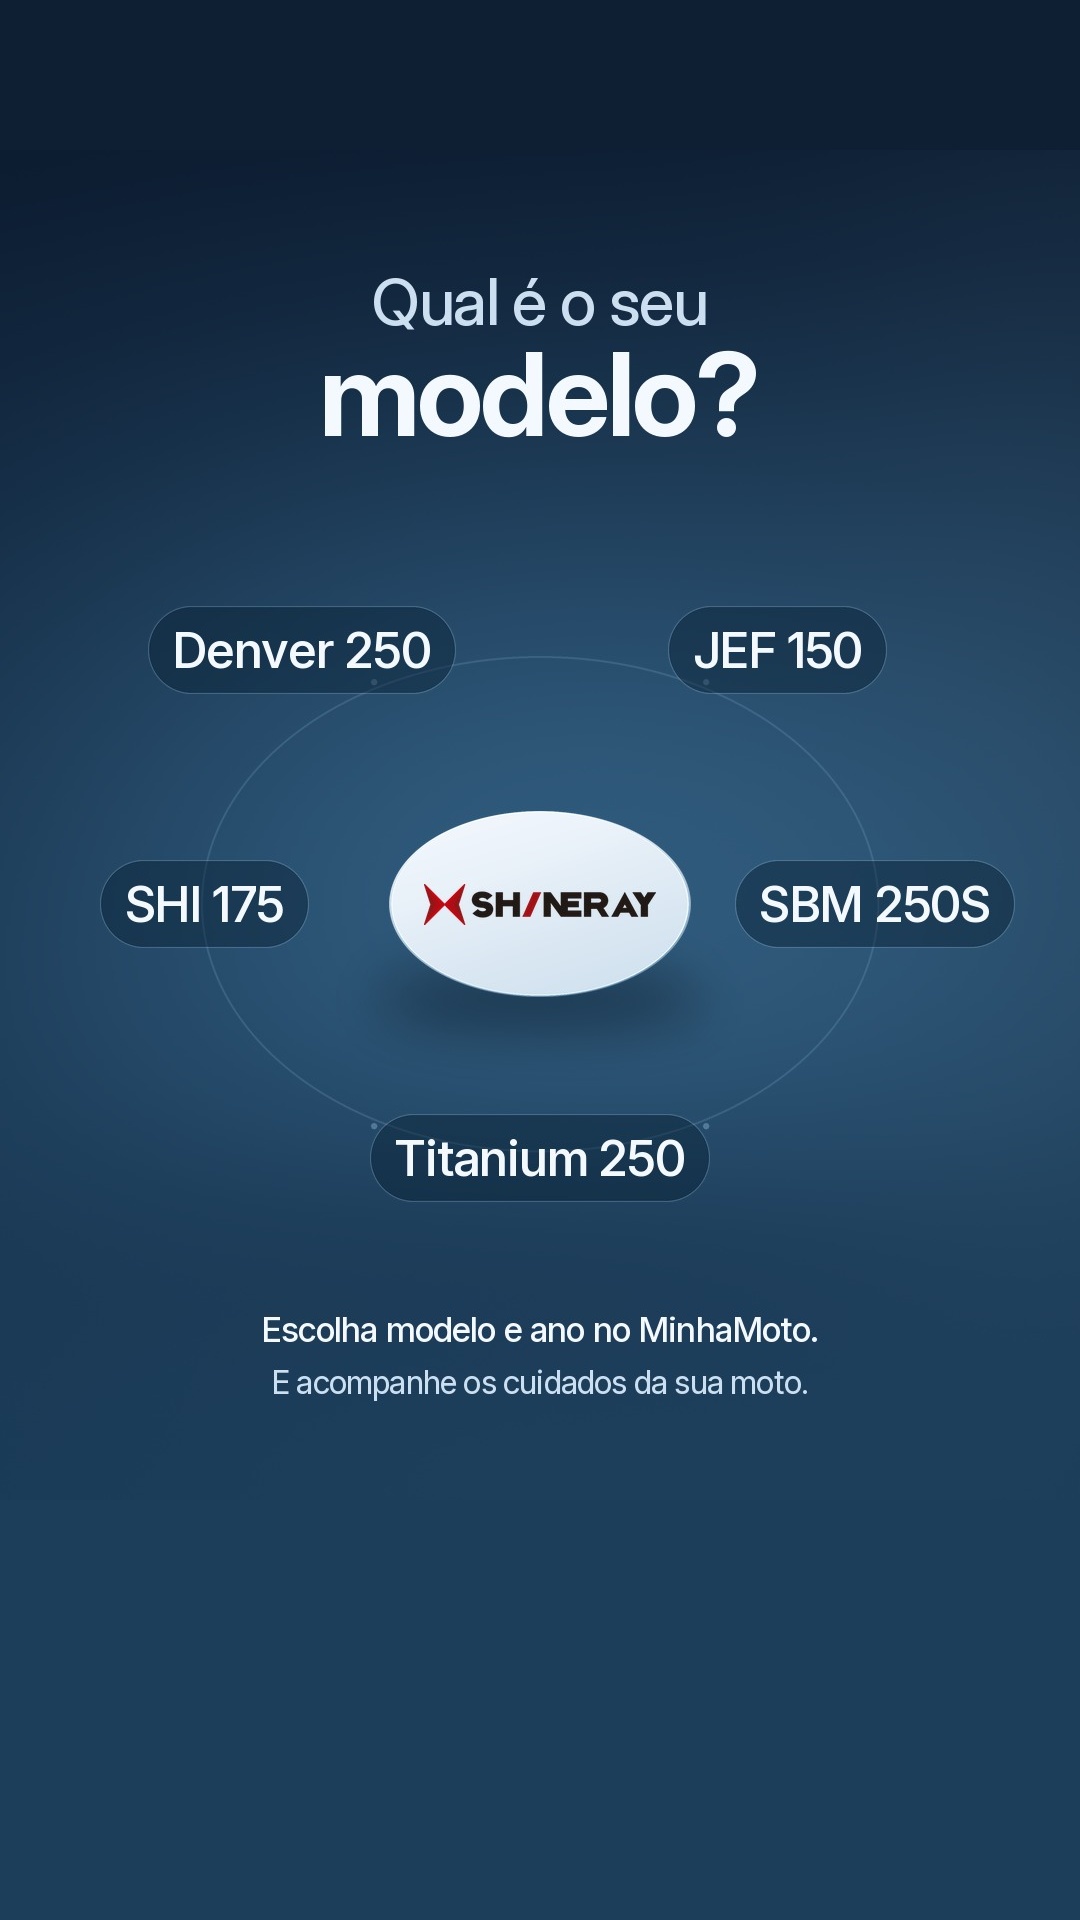 Qual é o seu
modelo?
Denver 250
JEF 150
SHI 175
SHINERAY
SBM 250S
Titanium 250
Escolha modelo e ano no MinhaMoto.
E acompanhe os cuidados da sua moto.